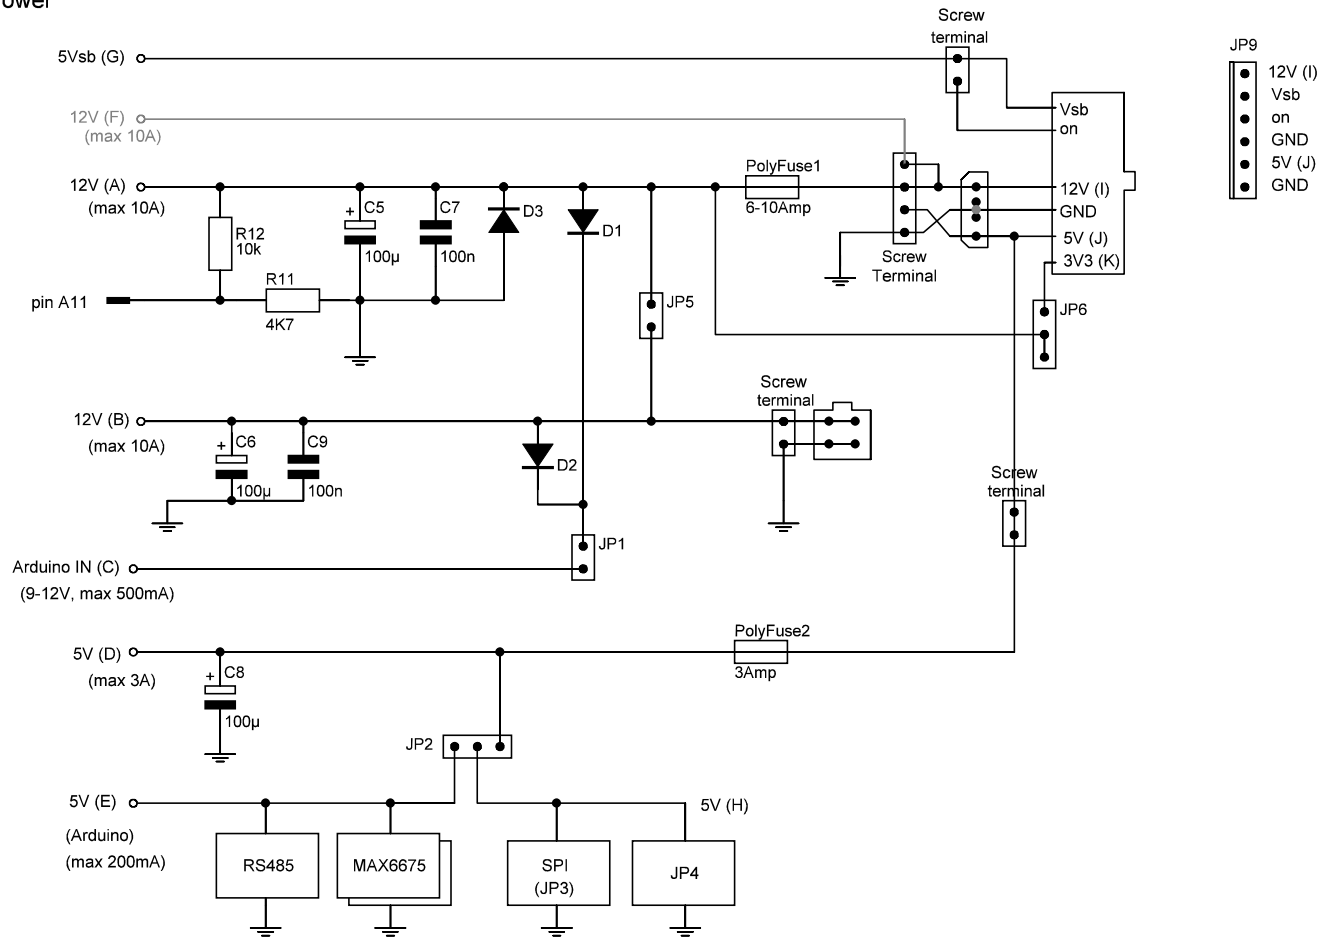 Screw
terminal
JP9
5Vsb (G)
12V (I)
Vsb
on
GND
5V (J)
GND
Vsb
on
12V (F)
(max 10A)
12V (A)
(max 10A)
PolyFuse1
6-10Amp
12V (I)
GND
5V (J)
3V3 (K)
C5
100µ
C7
100n
D3
D1
R12
10k
Screw
Terminal
R11
4K7
pin A11
JP5
JP6
Screw
terminal
12V (B)
(max 10A)
C6
100µ
C9
100n
D2
Screw
terminal
JP1
Arduino IN (C)
(9-12V, max 500mA)
PolyFuse2
3Amp
5V (D)
(max 3A)
C8
100µ
JP2
5V (E)
(Arduino)
(max 200mA)
5V (H)
RS485
MAX6675
SPI
(JP3)
JP4